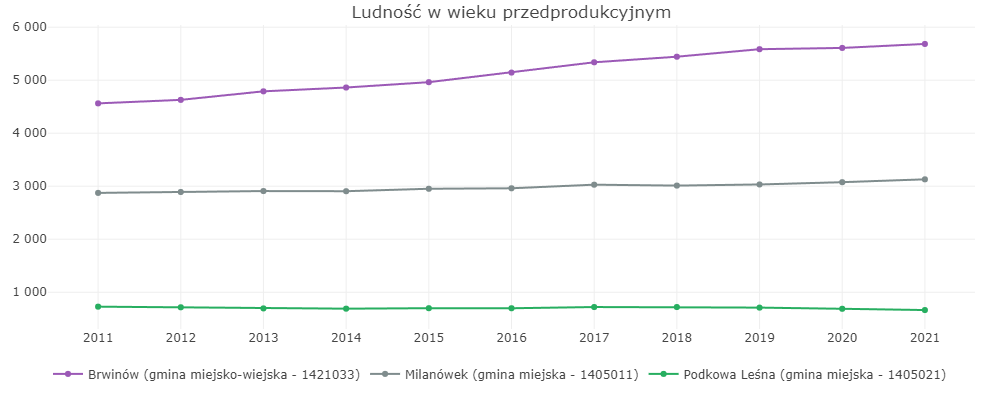 Ludność w wieku przedprodukcyjnym
6 000
5 000
4 000
3 000
2 000
1 000
2011 2012 2013 2014 2015 2016 2017 2018 2019 2020 2021
Brwinów (gmina miejsko-wiejska - 1421033) Milanówek (gmina miejska - 1405011) Podkowa Leśna (gmina miejska - 1405021)